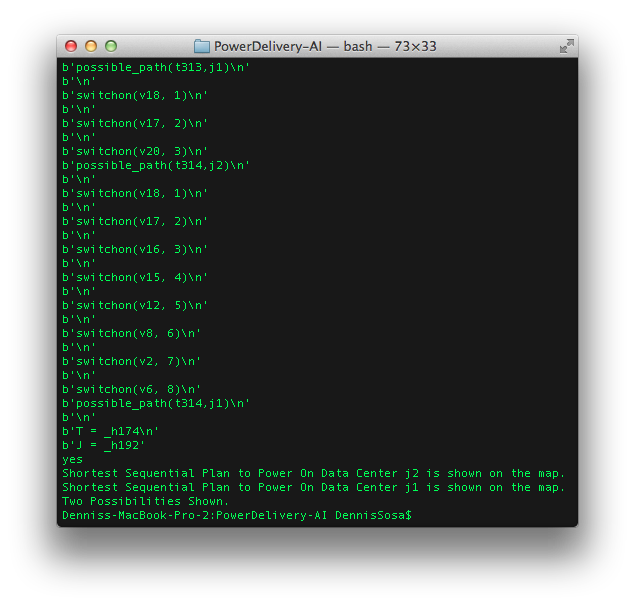 PowerDelivery-AI — bash — 73×33
b'possible_path(t313,j1)\n'
b'\n'
b'switchon(v18, 1)\n'
b'\n'
b'switchon(v17, 2)\n'
b'\n'
b'switchon(v20, 3)\n'
b'possible_path(t314,j2)\n'
b'\n'
b'switchon(v18, 1)\n'
b'\n'
b'switchon(v17, 2)\n'
b'\n'
b'switchon(v16, 3)\n'
b'\n'
b'switchon(v15, 4)\n'
b'\n'
b'switchon(v12, 5)\n'
b'\n'
b'switchon(v8, 6)\n'
b'\n'
b'switchon(v2, 7)\n'
b'\n'
b'switchon(v6, 8)\n'
b'possible_path(t314,j1)\n'
b'\n'
b'T = _h174\n'
b'J = _h192'
yes
Shortest Sequential Plan to Power On Data Center j2 is shown on the map.
Shortest Sequential Plan to Power On Data Center j1 is shown on the map.
Two Possibilities Shown.
Denniss-MacBook-Pro-2:PowerDelivery-AI DennisSosa$